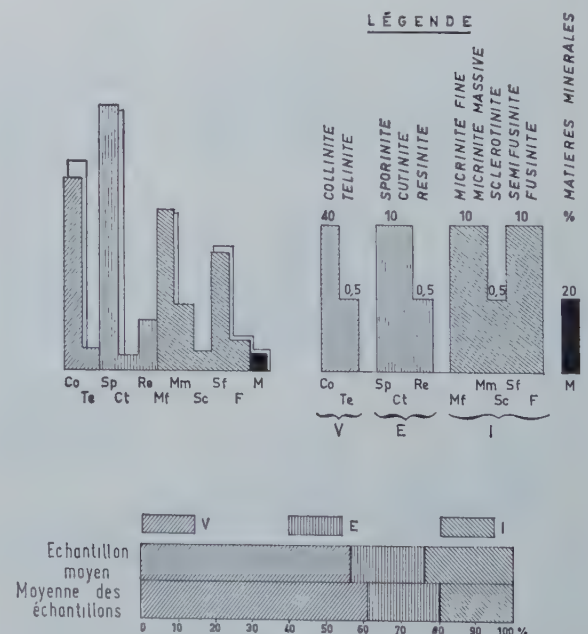 LÉGENDE
COLLINITE
TELINITE
SPORINITE
CUTINITE
RESINITE
MICRINITE FINE
MICRINITE MASSIVE
SCLEROTINITE
SEMIFUSINITE
FUSINITE
MATIERES MINERALES
40 10 10 10 %
0,5 0,5 0,5 20
Co Sp Re Mm Sf M
Te Ct Mf Sc F
Co Sp Re Mm Sf M
Te Ct Mf Sc F
V E I
V E I
Echantillon
moyen
Moyenne des
échantillons
0 10 20 30 40 50 60 70 80 90 100 %